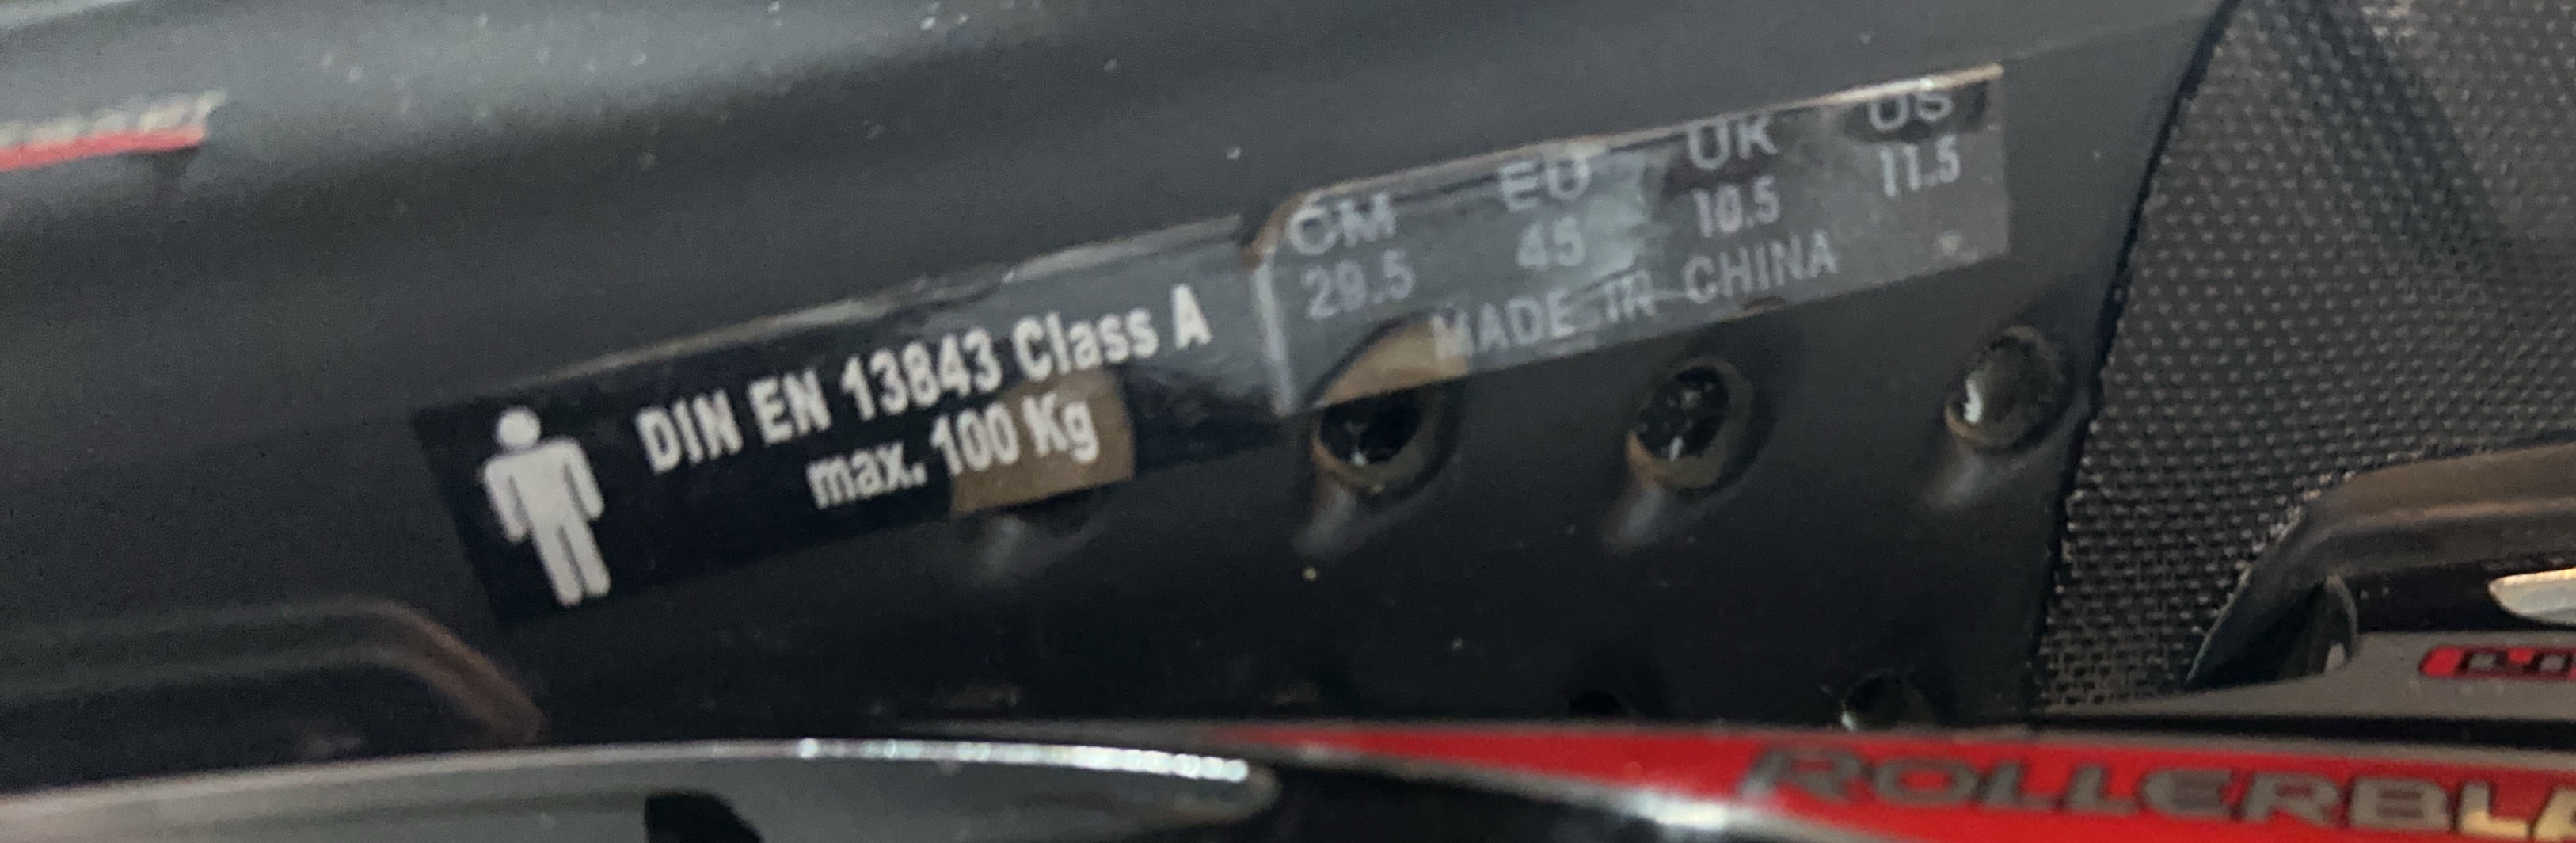 DIN EN 13843 Class A
max. 100 Kg
CM EU UK US
29.5 45 10.5 11.5
MADE IN CHINA
ROLLERBLA